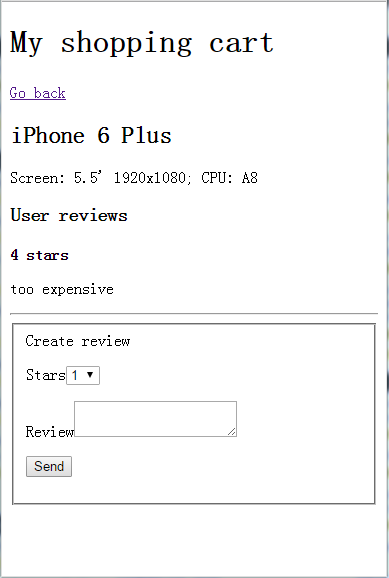 My shopping cart
Go back
iPhone 6 Plus
Screen: 5.5' 1920x1080; CPU: A8
User reviews
4 stars
too expensive
Create review
Stars 1
Review
Send